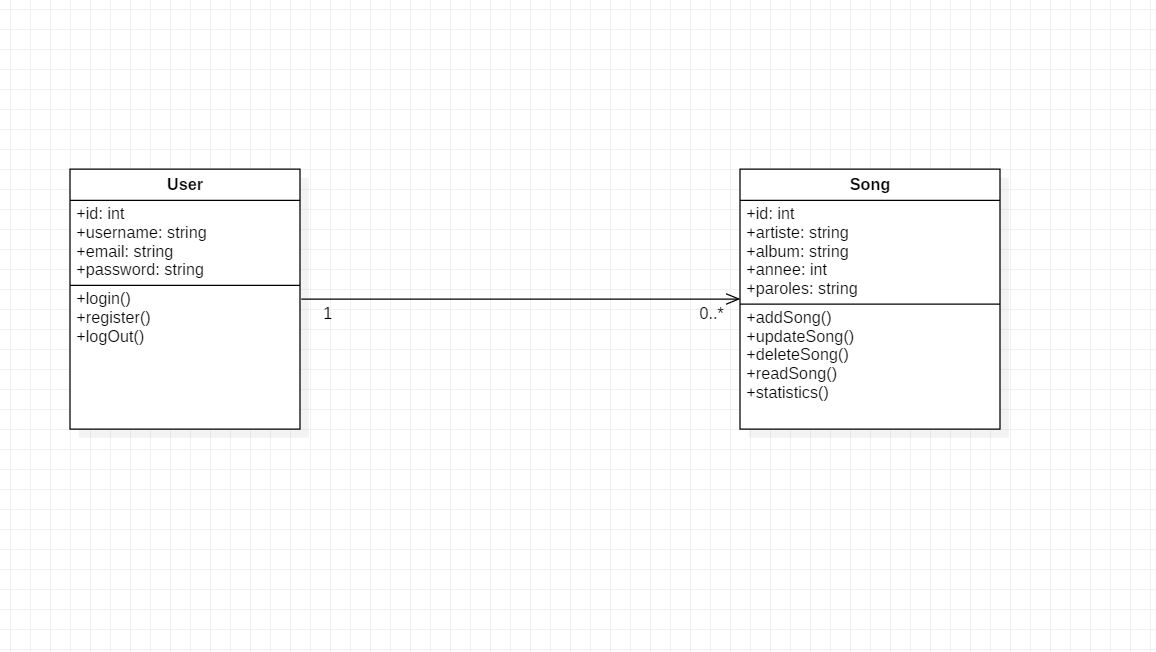 User
+id: int
+username: string
+email: string
+password: string
+login()
+register()
+logOut()
1
0..*
Song
+id: int
+artiste: string
+album: string
+annee: int
+paroles: string
+addSong()
+updateSong()
+deleteSong()
+readSong()
+statistics()